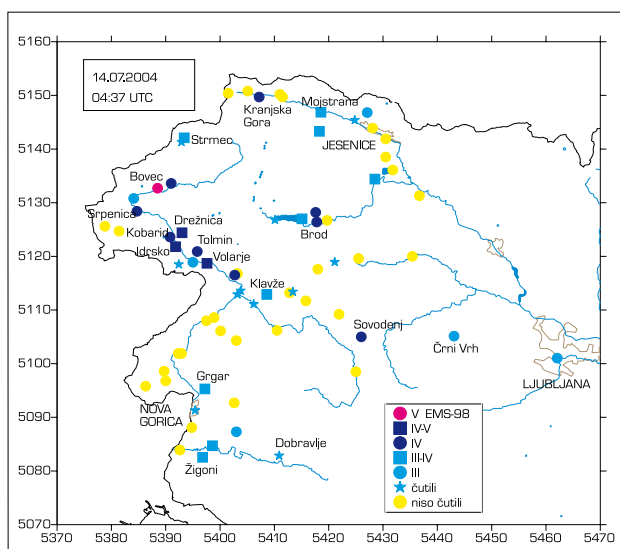 5160
5150
5140
5130
5120
5110
5100
5090
5080
5070
14.07.2004
04:37 UTC
Kranjska
Gora
Mojstrana
JESENICE
Strmec
Bovec
Srpenica
Kobarid
Drežnica
Idrsko
Tolmin
Volarje
Brod
Klavže
Sovodenj
Črni Vrh
LJUBLJANA
Grgar
NOVA
GORICA
Dobravlje
Žigoni
V EMS-98
IV-V
IV
III-IV
III
čutili
niso čutili
5370 5380 5390 5400 5410 5420 5430 5440 5450 5460 5470